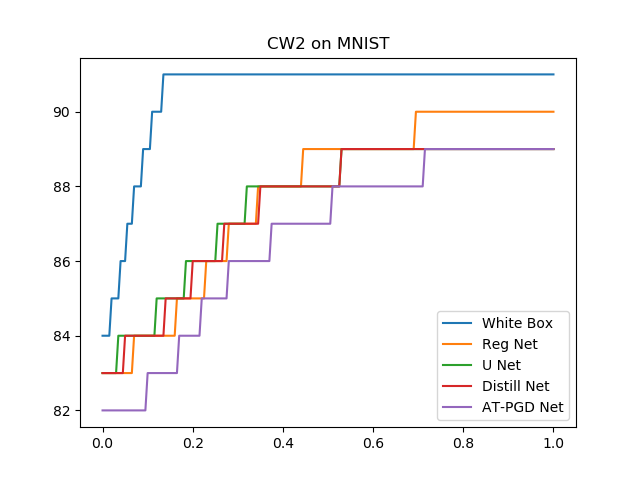 CW2 on MNIST
90
88
86
84
82
White Box
Reg Net
U Net
Distill Net
AT-PGD Net
0.0 0.2 0.4 0.6 0.8 1.0